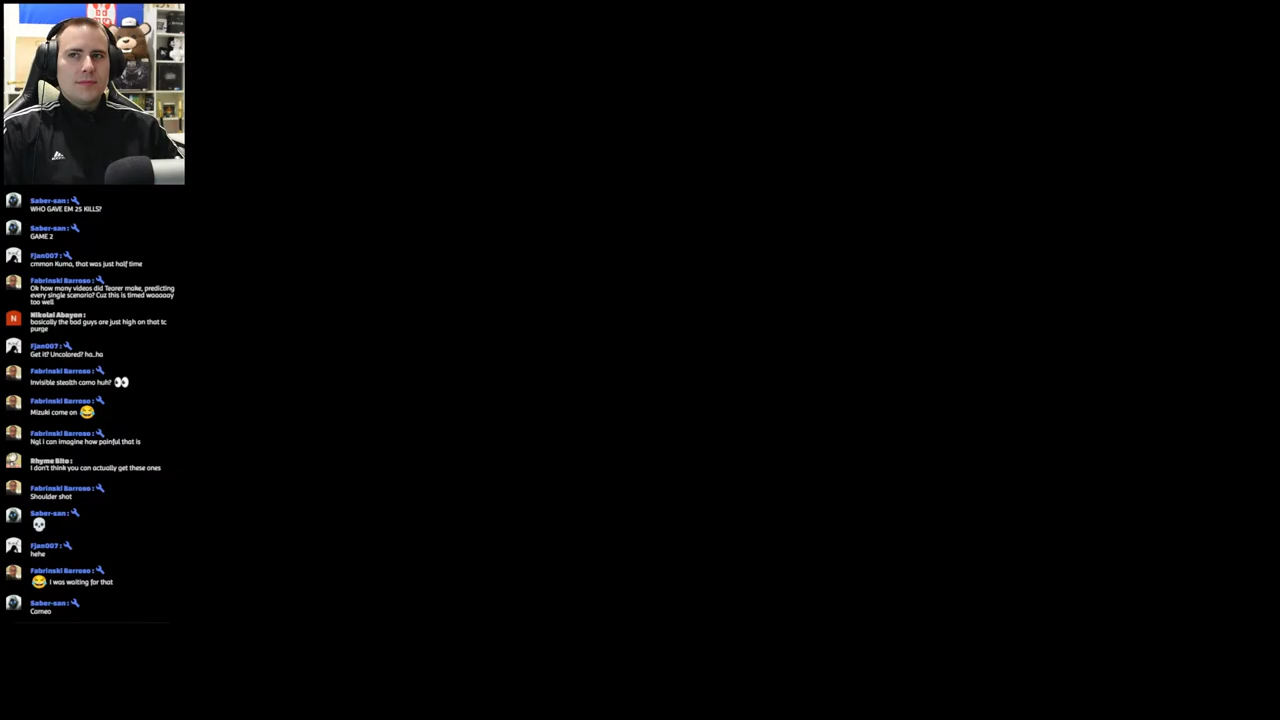 Saber-san :
WHO GAVE EM 25 KILLS?
Saber-san :
GAME 2
Fjan007 :
cmmon Kuma, that was just half time
Fabrinski Barroso :
Ok how many videos did Tearer make, predicting
every single scenario? Cuz this is timed waaaaay
too well
N
Nikolai Abayon :
basically the bad guys are just high on that tc
purge
Fjan007 :
Get it? Uncolored? ha..ha
Fabrinski Barroso :
Invisible stealth camo huh? 👀
Fabrinski Barroso :
Mizuki come on 😂
Fabrinski Barroso :
Ngl I can imagine how painful that is
Rhyme Bito :
I don't think you can actually get these ones
Fabrinski Barroso :
Shoulder shot
Saber-san :
💀
Fjan007 :
hehe
Fabrinski Barroso :
😂 I was waiting for that
Saber-san :
Cameo